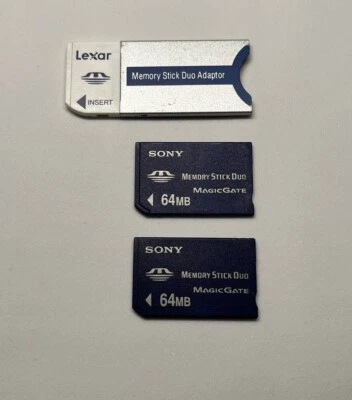 Lexar
Memory Stick Duo Adaptor
INSERT
SONY
MEMORY STICK DUO
MAGICGATE
64MB
SONY
MEMORY STICK DUO
MAGICGATE
64MB